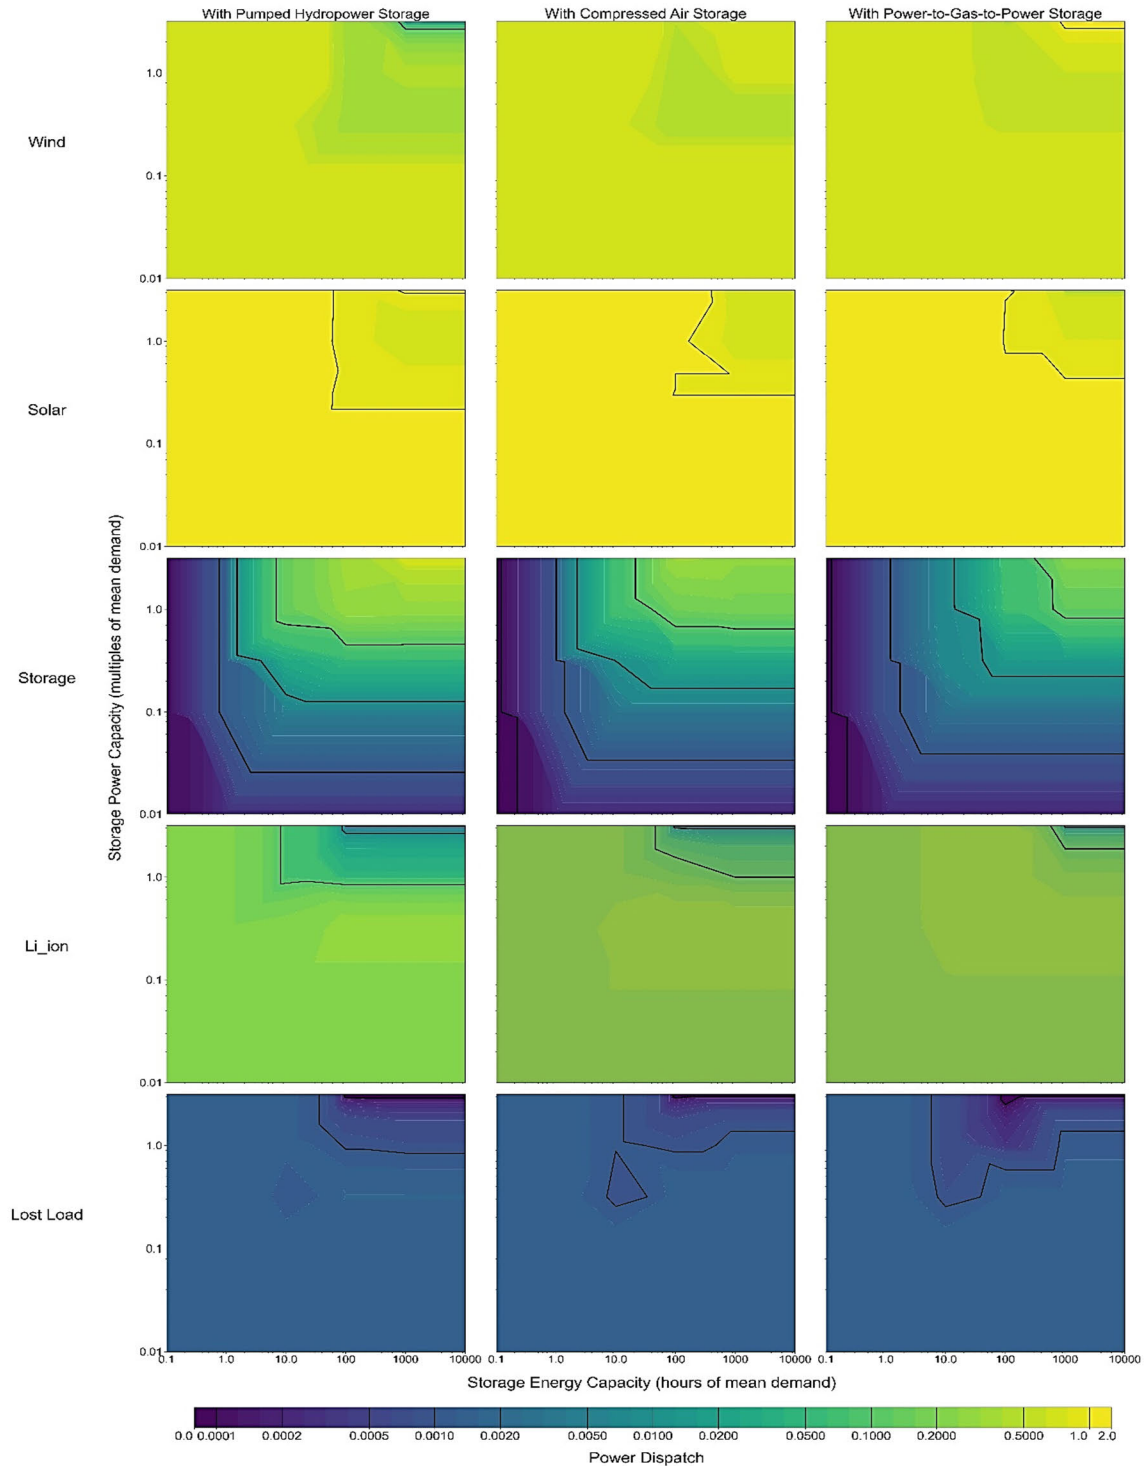 With Pumped Hydropower Storage
With Compressed Air Storage
With Power-to-Gas-to-Power Storage
Wind
1.0
0.1
0.01
Solar
1.0
0.1
0.01
Storage Power Capacity (multiples of mean demand)
Storage
1.0
0.1
0.01
Li_ion
1.0
0.1
0.01
Lost Load
1.0
0.1
0.01
0.1 1.0 10.0 100 1000 10000
0.1 1.0 10.0 100 1000 10000
0.1 1.0 10.0 100 1000 10000
Storage Energy Capacity (hours of mean demand)
0.0 0.0001 0.0002 0.0005 0.0010 0.0020 0.0050 0.0100 0.0200 0.0500 0.1000 0.2000 0.5000 1.0 2.0
Power Dispatch